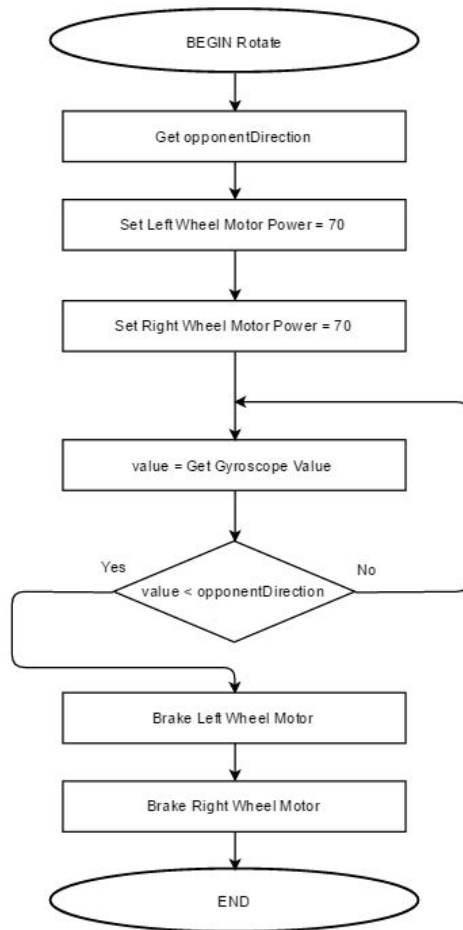 BEGIN Rotate
Get opponentDirection
Set Left Wheel Motor Power = 70
Set Right Wheel Motor Power = 70
value = Get Gyroscope Value
Yes
No
value < opponentDirection
Brake Left Wheel Motor
Brake Right Wheel Motor
END